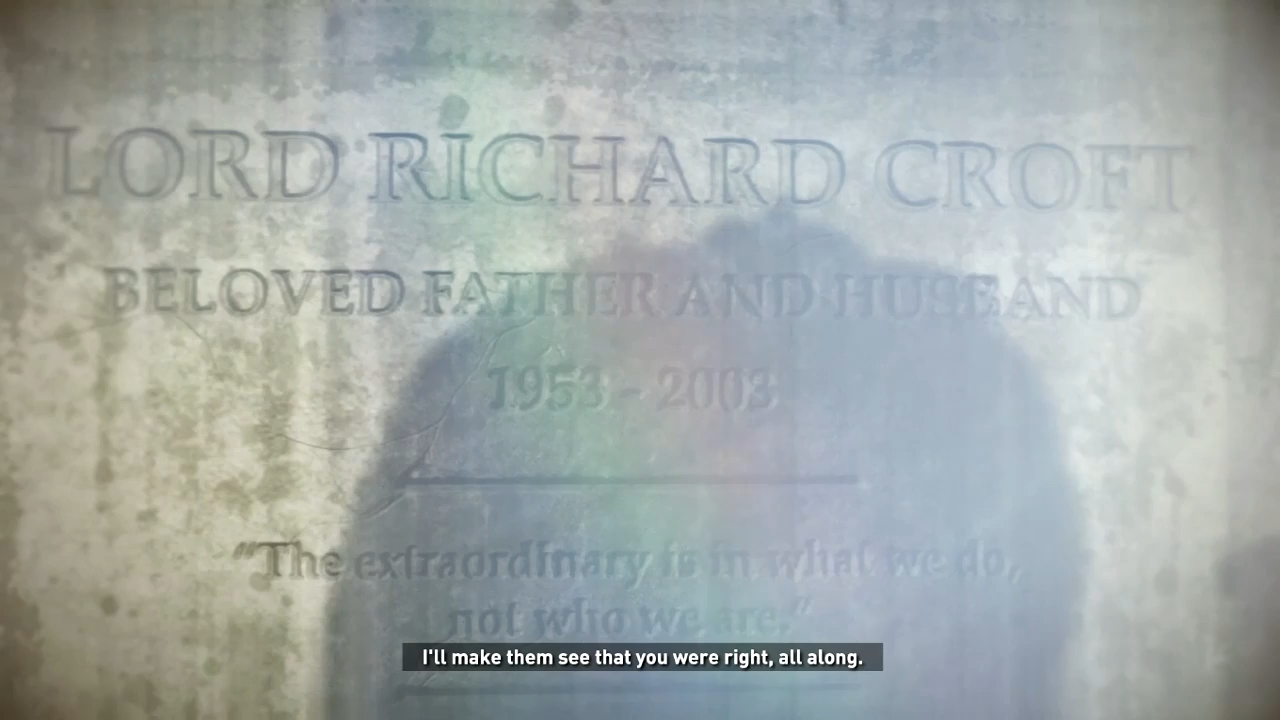 LORD RICHARD CROFT
BELOVED FATHER AND HUSBAND
1953 - 2003
“The extraordinary is in what we do,
not who we are.”
I'll make them see that you were right, all along.